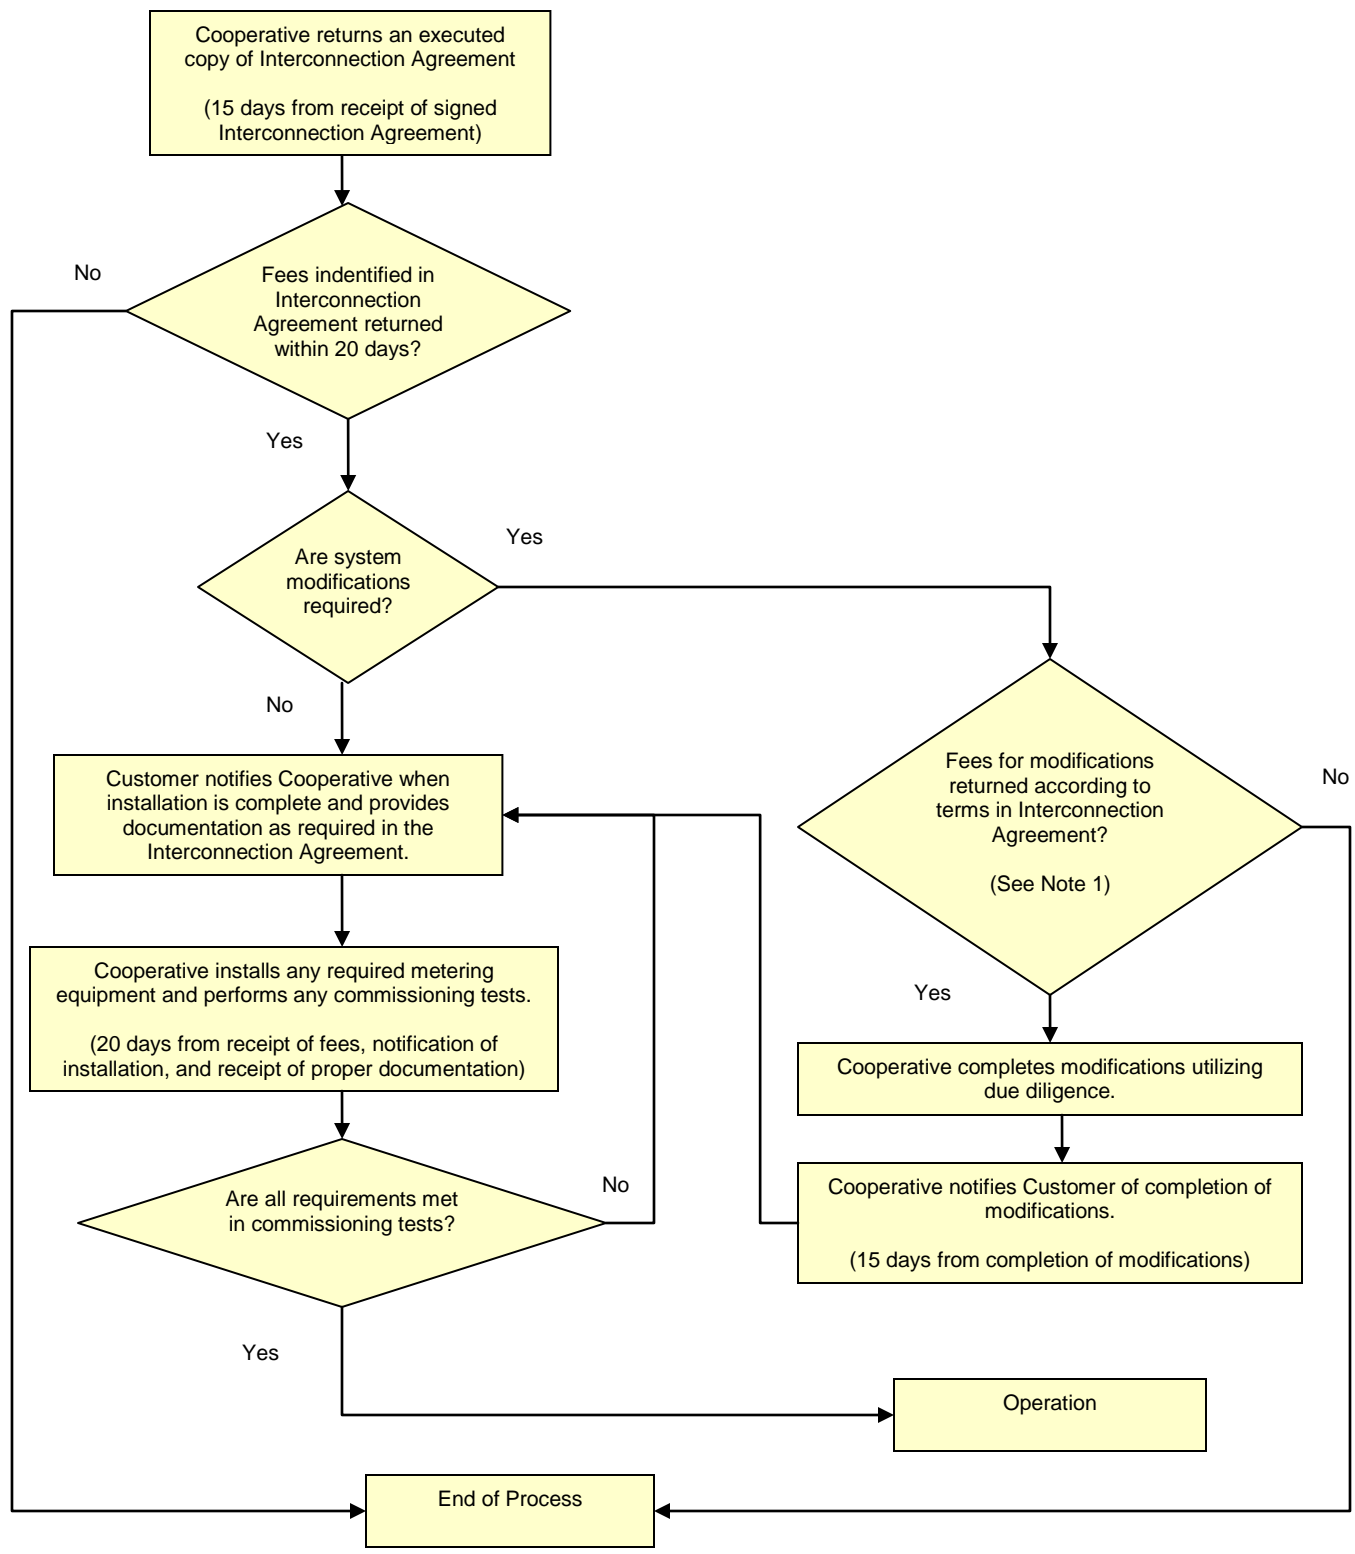 Cooperative returns an executed
copy of Interconnection Agreement
(15 days from receipt of signed
Interconnection Agreement)
No
Fees indentified in
Interconnection
Agreement returned
within 20 days?
Yes
Are system
modifications
required?
Yes
No
Customer notifies Cooperative when
installation is complete and provides
documentation as required in the
Interconnection Agreement.
Fees for modifications
returned according to
terms in Interconnection
Agreement?
(See Note 1)
No
Yes
Cooperative installs any required metering
equipment and performs any commissioning tests.
(20 days from receipt of fees, notification of
installation, and receipt of proper documentation)
Cooperative completes modifications utilizing
due diligence.
Are all requirements met
in commissioning tests?
No
Cooperative notifies Customer of completion of
modifications.
(15 days from completion of modifications)
Yes
Operation
End of Process